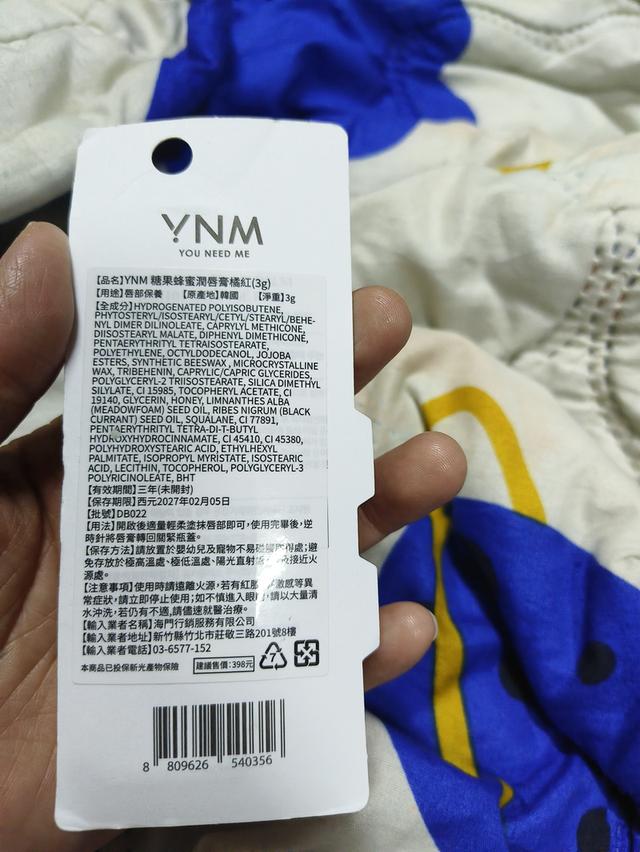 YNM
YOU NEED ME
【品名】YNM 糖果蜂蜜潤唇膏橘紅(3g)
【用途】唇部保養 【原產地】韓國 【淨重】3g
【全成分】HYDROGENATED POLYISOBUTENE,
PHYTOSTERYL/ISOSTEARYL/CETYL/STEARYL/BEHE-
NYL DIMER DILINOLEATE, CAPRYLYL METHICONE,
DIISOSTEARYL MALATE, DIPHENYL DIMETHICONE,
PENTAERYTHRITYL TETRAISOSTEARATE,
POLYETHYLENE, OCTYLDODECANOL, JOJOBA
ESTERS, SYNTHETIC BEESWAX , MICROCRYSTALLINE
WAX, TRIBEHENIN, CAPRYLIC/CAPRIC GLYCERIDES,
POLYGLYCERYL-2 TRIISOSTEARATE, SILICA DIMETHYL
SILYLATE, CI 15985, TOCOPHERYL ACETATE, CI
19140, GLYCERIN, HONEY, LIMNANTHES ALBA
(MEADOWFOAM) SEED OIL, RIBES NIGRUM (BLACK
CURRANT) SEED OIL, SQUALANE, CI 77891,
PENTAERYTHRITYL TETRA-DI-T-BUTYL
HYDROXYHYDROCINNAMATE, CI 45410, CI 45380,
POLYHYDROXYSTEARIC ACID, ETHYLHEXYL
PALMITATE, ISOPROPYL MYRISTATE, ISOSTEARIC
ACID, LECITHIN, TOCOPHEROL, POLYGLYCERYL-3
POLYRICINOLEATE, BHT
【有效期間】三年(未開封)
【保存期限】西元2027年02月05日
【批號】DB022
【用法】開啟後適量輕柔塗抹唇部即可，使用完畢後，逆
時針將唇膏轉回關緊瓶蓋。
【保存方法】請放置於嬰幼兒及寵物不易碰觸取得處；避
免存放於極高溫處、極低溫處、陽光直射處及接近火
源處。
【注意事項】使用時請遠離火源，若有紅腫刺激感等異
常症狀，請立即停止使用；如不慎進入眼睛，請以大量清
水沖洗，若仍有不適，請儘速就醫治療。
【輸入業者名稱】海門行銷服務有限公司
【輸入業者地址】新竹縣竹北市莊敬三路201號8樓
【輸入業者電話】03-6577-152
本商品已投保新光產物保險 建議售價：398元 7
8 809626 540356